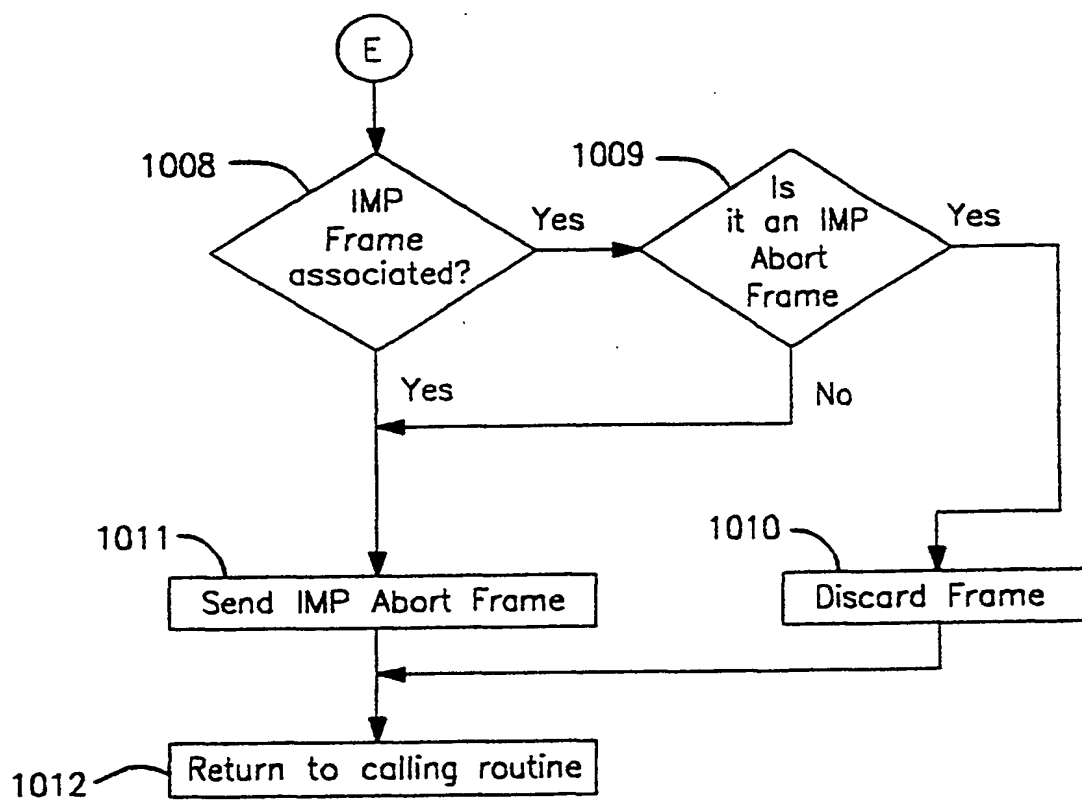 E
1008
IMP
Frame
associated?
Yes
1009
Is
it an IMP
Abort
Frame
Yes
Yes
No
1011
Send IMP Abort Frame
1010
Discard Frame
1012
Return to calling routine